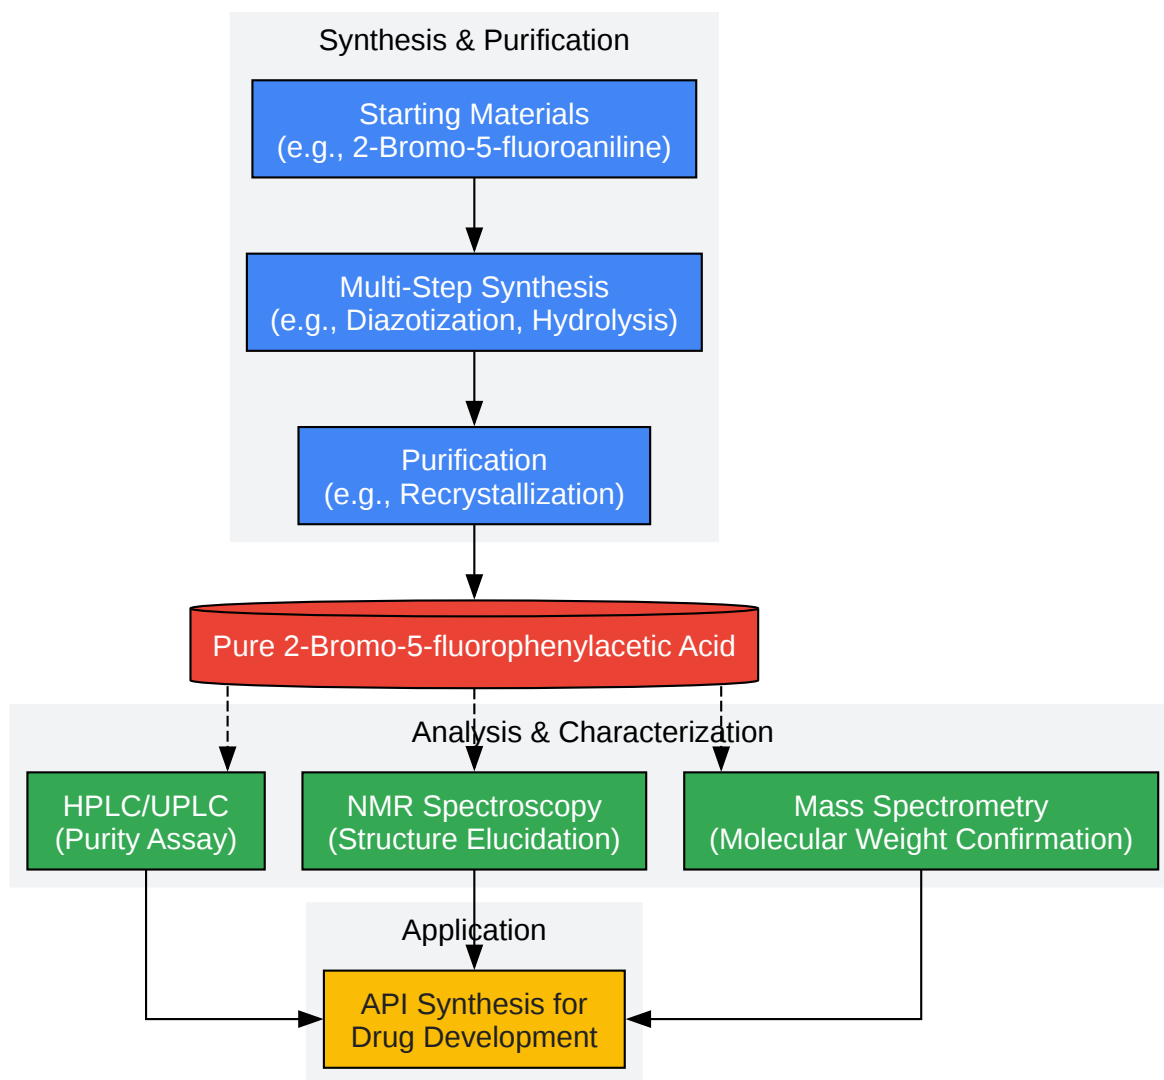 Synthesis & Purification
Starting Materials
(e.g., 2-Bromo-5-fluoroaniline)
Multi-Step Synthesis
(e.g., Diazotization, Hydrolysis)
Purification
(e.g., Recrystallization)
Pure 2-Bromo-5-fluorophenylacetic Acid
Analysis & Characterization
HPLC/UPLC
(Purity Assay)
NMR Spectroscopy
(Structure Elucidation)
Mass Spectrometry
(Molecular Weight Confirmation)
Application
API Synthesis for
Drug Development